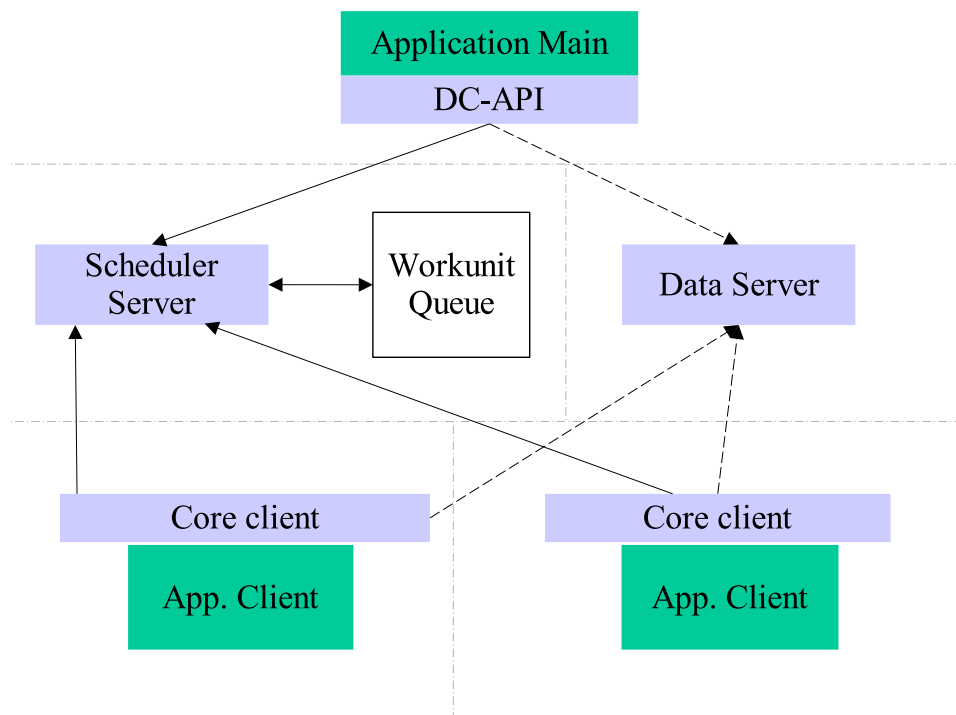 Application Main
DC-API
Scheduler
Server
Workunit
Queue
Data Server
Core client
Core client
App. Client
App. Client